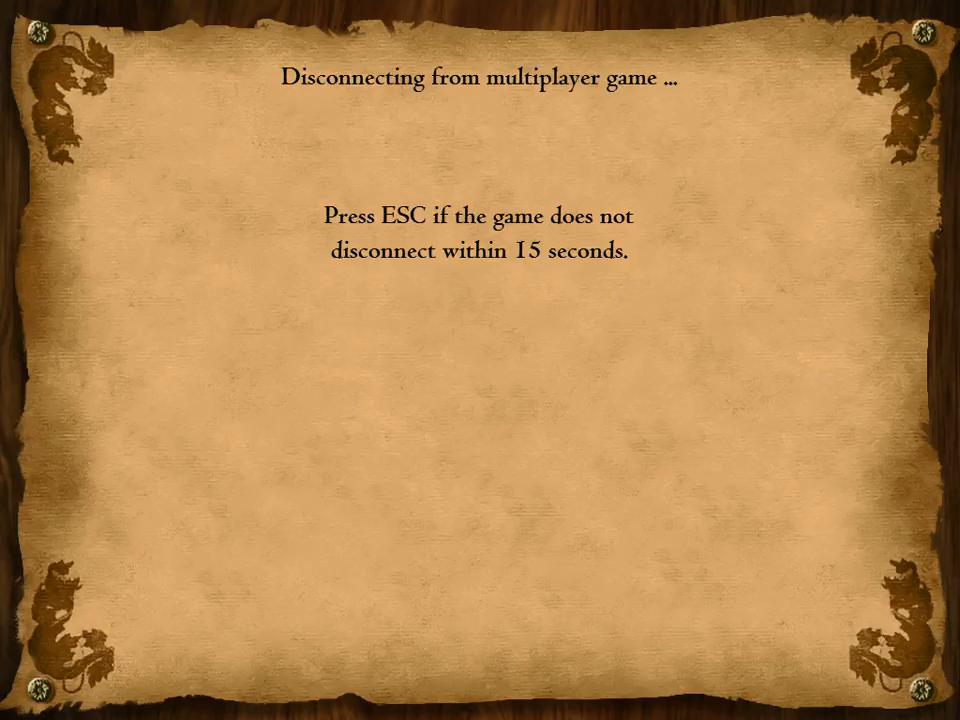 Disconnecting from multiplayer game ...
Press ESC if the game does not
disconnect within 15 seconds.